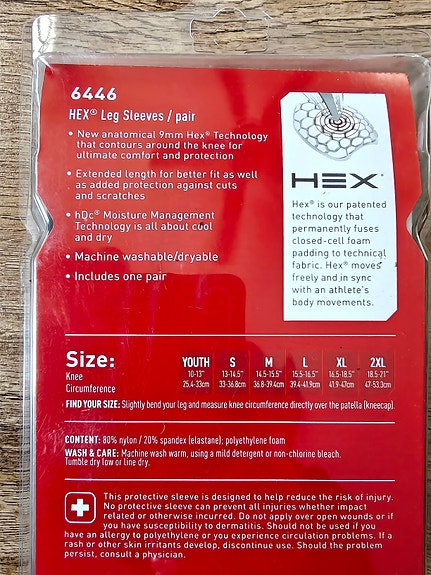 6446
HEX® Leg Sleeves / pair
• New anatomical 9mm Hex® Technology
that contours around the knee for
ultimate comfort and protection
• Extended length for better fit as well
as added protection against cuts
and scratches
• hDc® Moisture Management
Technology is all about cool
and dry
• Machine washable/dryable
• Includes one pair
HEX®
Hex® is our patented
technology that
permanently fuses
closed-cell foam
padding to technical
fabric. Hex® moves
freely and in sync
with an athlete's
body movements.
Size: YOUTH S M L XL 2XL
Knee 10-13" 13-14.5" 14.5-15.5" 15.5-16.5" 16.5-18.5" 18.5-21"
Circumference 25.4-33cm 33-36.8cm 36.8-39.4cm 39.4-41.9cm 41.9-47cm 47-53.3cm
FIND YOUR SIZE: Slightly bend your leg and measure knee circumference directly over the patella (kneecap).
CONTENT: 80% nylon / 20% spandex (elastane); polyethylene foam
WASH & CARE: Machine wash warm, using a mild detergent or non-chlorine bleach.
Tumble dry low or line dry.
This protective sleeve is designed to help reduce the risk of injury.
No protective sleeve can prevent all injuries whether impact
related or otherwise incurred. Do not apply over open wounds or if
you have susceptibility to dermatitis. Should not be used if you
have an allergy to polyethylene or you experience circulation problems. If a
rash or other skin irritants develop, discontinue use. Should the problem
persist, consult a physician.